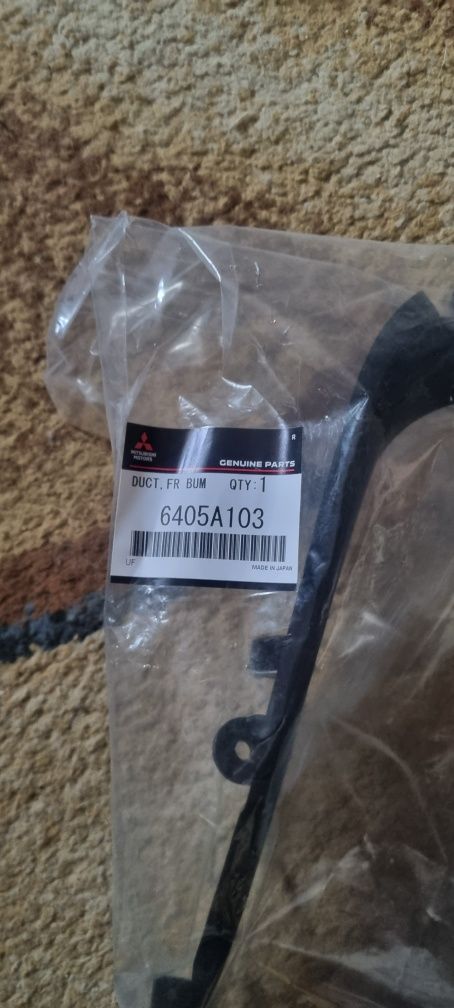 R
MITSUBISHI
MOTORS
GENUINE PARTS
DUCT,FR BUM QTY:1
6405A103
UF
MADE IN JAPAN